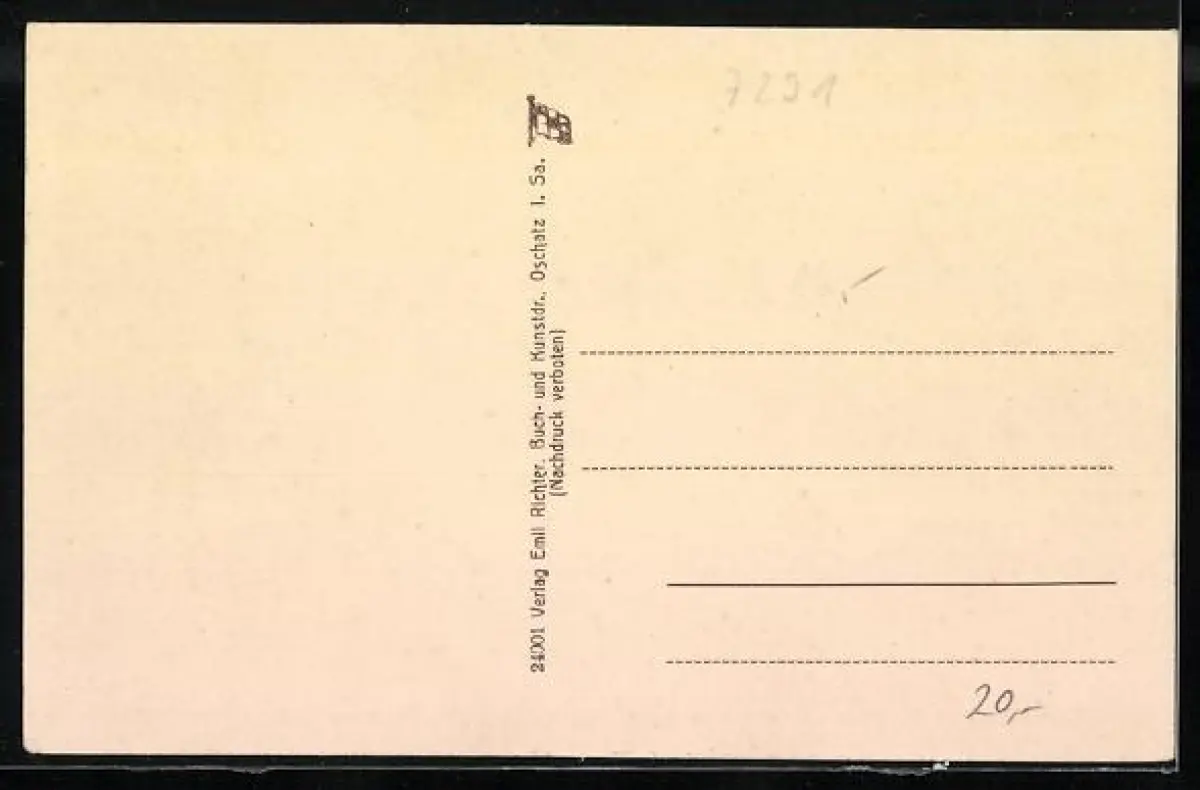 7291
24001 Verlag Emil Richter, Buch- und Kunstdr., Oschatz i. Sa.
(Nachdruck verboten)
20,-